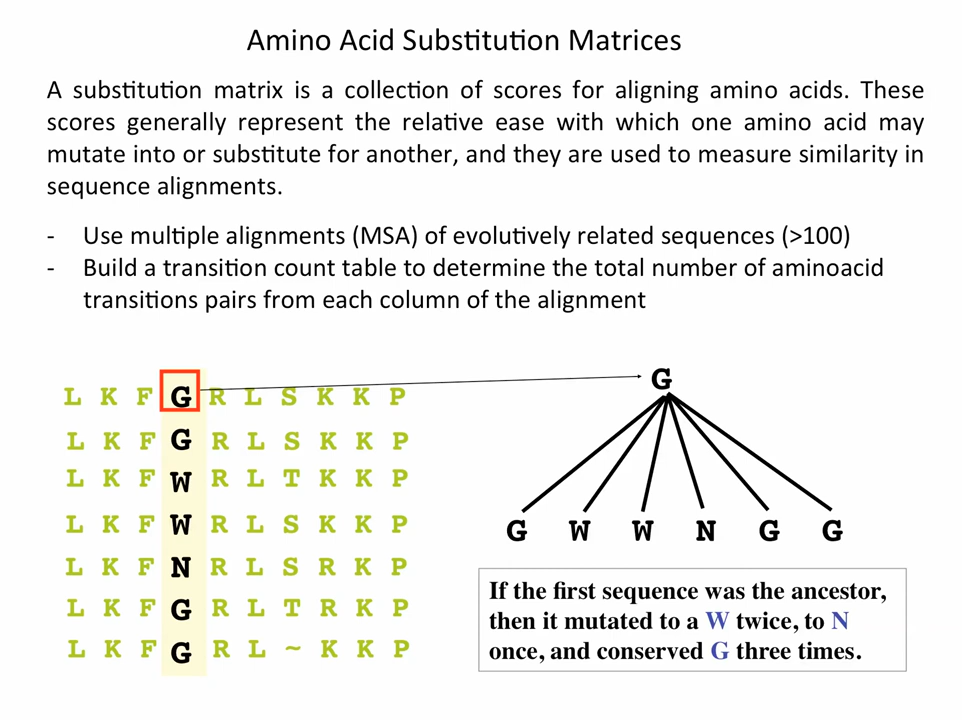 Amino Acid Substitution Matrices
A substitution matrix is a collection of scores for aligning amino acids. These
scores generally represent the relative ease with which one amino acid may
mutate into or substitute for another, and they are used to measure similarity in
sequence alignments.
- Use multiple alignments (MSA) of evolutively related sequences (>100)
- Build a transition count table to determine the total number of aminoacid
transitions pairs from each column of the alignment
L K F G R L S K K P
L K F G R L S K K P
L K F W R L T K K P
L K F W R L S K K P
L K F N R L S R K P
L K F G R L T R K P
L K F G R L ~ K K P
G
G W W N G G
If the first sequence was the ancestor,
then it mutated to a W twice, to N
once, and conserved G three times.